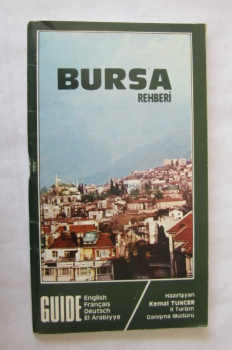 BURSA
REHBERİ
GUIDE
English
Français
Deutsch
El Arabiyye
Hazırlayan
Kemal TUNCER
İl Turizm
Danışma Müdürü